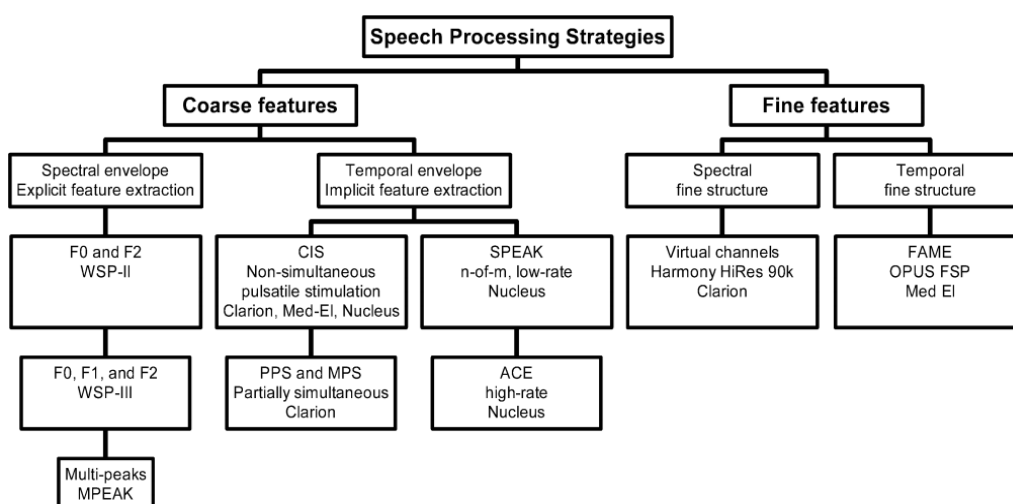 Speech Processing Strategies
Coarse features
Fine features
Spectral envelope
Explicit feature extraction
Temporal envelope
Implicit feature extraction
Spectral
fine structure
Temporal
fine structure
F0 and F2
WSP-II
CIS
Non-simultaneous
pulsatile stimulation
Clarion, Med-El, Nucleus
SPEAK
n-of-m, low-rate
Nucleus
Virtual channels
Harmony HiRes 90k
Clarion
FAME
OPUS FSP
Med El
F0, F1, and F2
WSP-III
PPS and MPS
Partially simultaneous
Clarion
ACE
high-rate
Nucleus
Multi-peaks
MPEAK